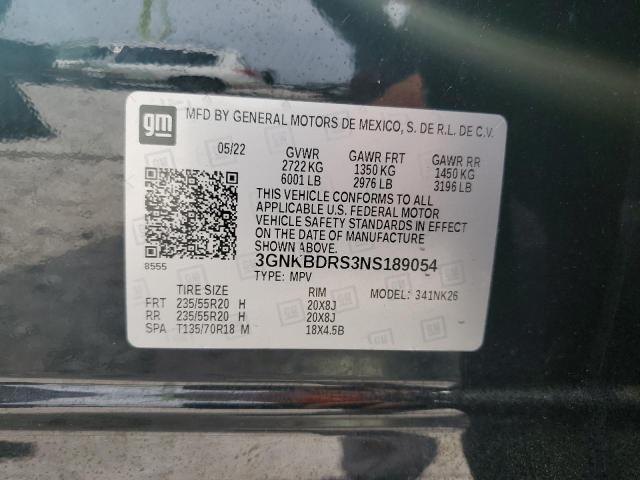 gm MFD BY GENERAL MOTORS DE MEXICO, S. DE R.L. DE C.V.
05/22 GVWR GAWR FRT GAWR RR
2722 KG 1350 KG 1450 KG
6001 LB 2976 LB 3196 LB
THIS VEHICLE CONFORMS TO ALL
APPLICABLE U.S. FEDERAL MOTOR
VEHICLE SAFETY STANDARDS IN EFFECT
ON THE DATE OF MANUFACTURE
SHOWN ABOVE.
8555 3GNKBDRS3NS189054
TYPE: MPV MODEL: 341NK26
TIRE SIZE RIM
FRT 235/55R20 H 20X8J
RR 235/55R20 H 20X8J
SPA T135/70R18 M 18X4.5B